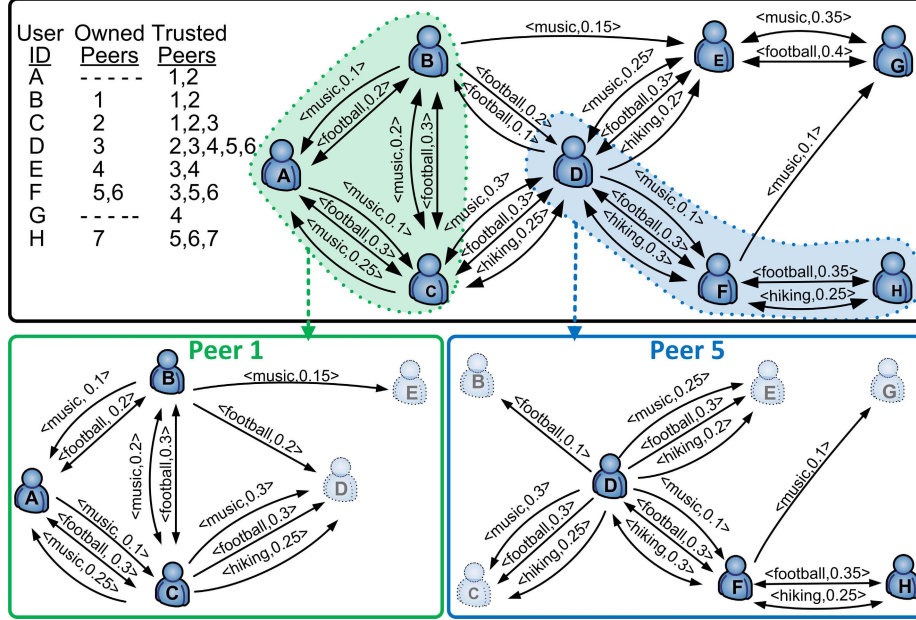 User Owned Trusted
ID Peers Peers
A - - - - - 1,2
B 1 1,2
C 2 1,2,3
D 3 2,3,4,5,6
E 4 3,4
F 5,6 3,5,6
G - - - - - 4
H 7 5,6,7
<music,0.15>
<music,0.35>
<football,0.4>
<music,0.1>
<football,0.2>
<music,0.2>
<football,0.3>
<football,0.2>
<football,0.1>
<music,0.25>
<football,0.3>
<hiking,0.2>
<music,0.1>
<music,0.1>
<football,0.3>
<music,0.25>
<music,0.3>
<football,0.3>
<hiking,0.25>
<music,0.1>
<football,0.3>
<hiking,0.3>
<football,0.35>
<hiking,0.25>
A
B
C
D
E
F
G
H
Peer 1
<music, 0.1>
<football, 0.2>
<music,0.15>
<music,0.2>
<football,0.3>
<football,0.2>
<music, 0.1>
<football, 0.3>
<music,0.25>
<music,0.3>
<football,0.3>
<hiking,0.25>
A
B
C
D
E
Peer 5
<football,0.1>
<music,0.25>
<football,0.3>
<hiking,0.2>
<music,0.1>
<music,0.3>
<football,0.3>
<hiking,0.25>
<music,0.1>
<football,0.3>
<hiking,0.3>
<football,0.35>
<hiking,0.25>
B
C
D
E
F
G
H